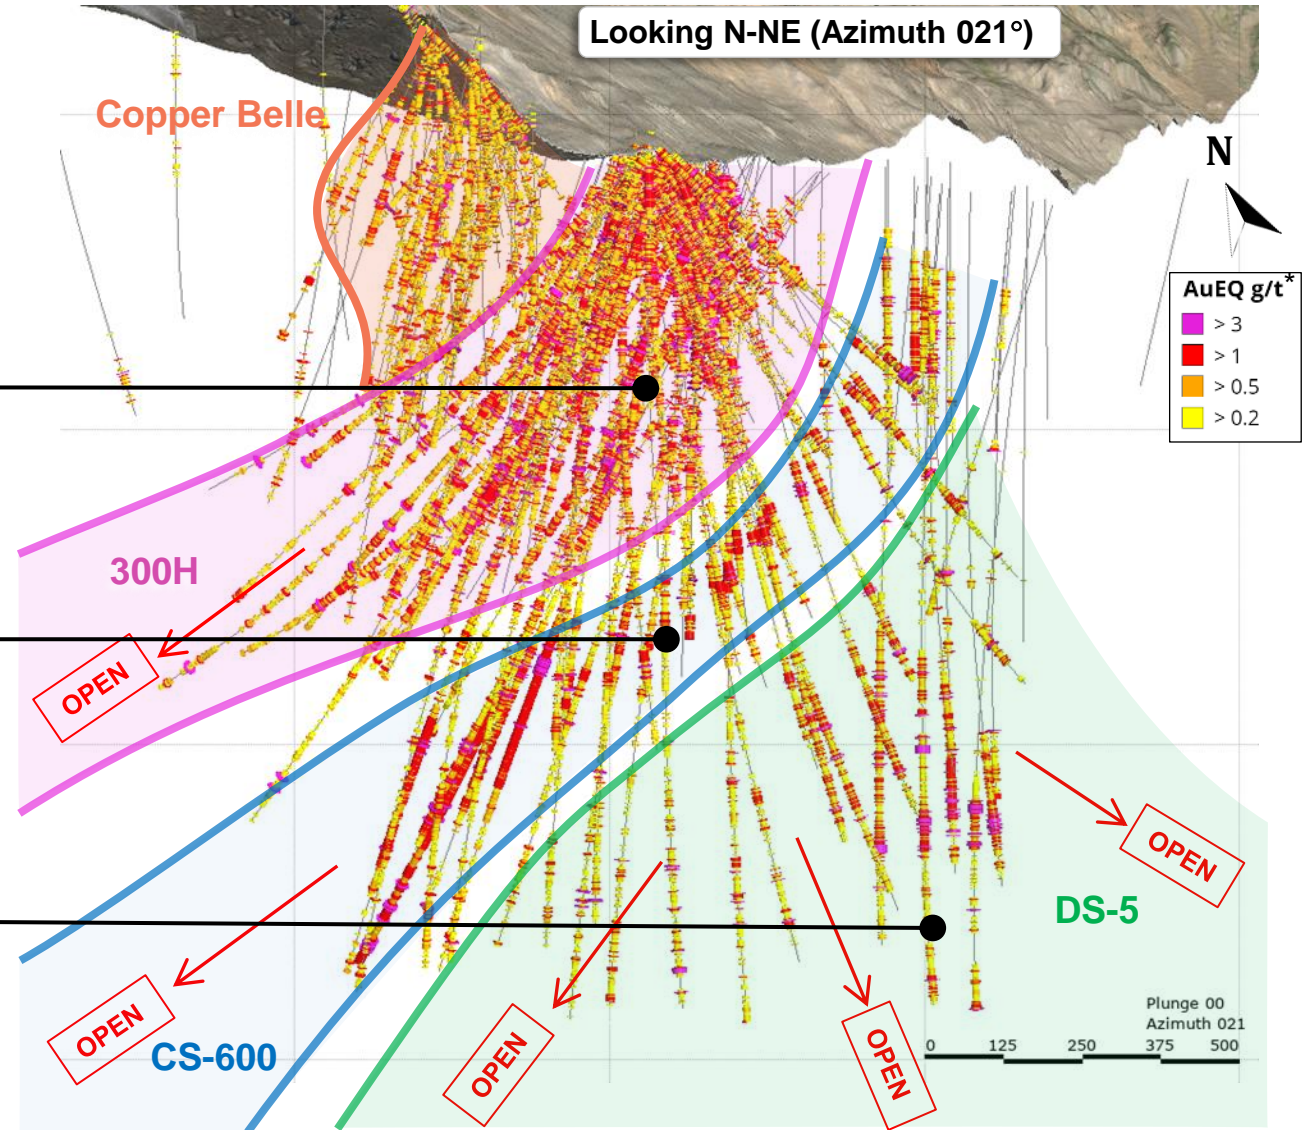 Looking N-NE (Azimuth 021°)
Copper Belle
N
AuEQ g/t*
> 3
> 1
> 0.5
> 0.2
300H
OPEN
OPEN
DS-5
Plunge 00
Azimuth 021
0 125 250 375 500
OPEN
CS-600
OPEN
OPEN